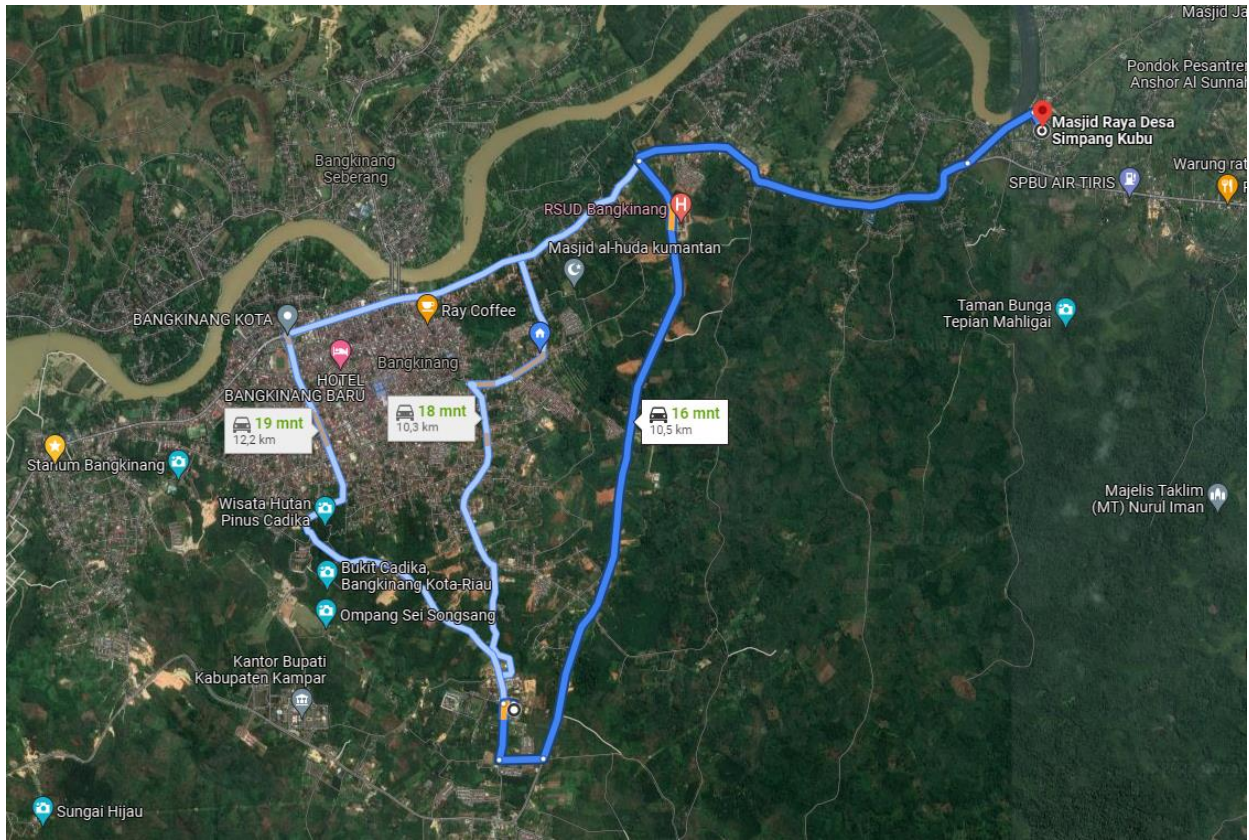 Masjid Ja
Pondok Pesantren
Anshor Al Sunnah
Masjid Raya Desa
Simpang Kubu
Bangkinang
Seberang
Warung rat
SPBU AIR TIRIS
RSUD Bangkinang
H
Masjid al-huda kumantan
Taman Bunga
Tepian Mahligai
BANGKINANG KOTA
Ray Coffee
Bangkinang
HOTEL
BANGKINANG BARU
19 mnt
12,2 km
18 mnt
10,3 km
16 mnt
10,5 km
Stanum Bangkinang
Wisata Hutan
Pinus Cadika
Majelis Taklim
(MT) Nurul Iman
Bukit Cadika,
Bangkinang Kota-Riau
Ompang Sei Songsang
Kantor Bupati
Kabupaten Kampar
Sungai Hijau